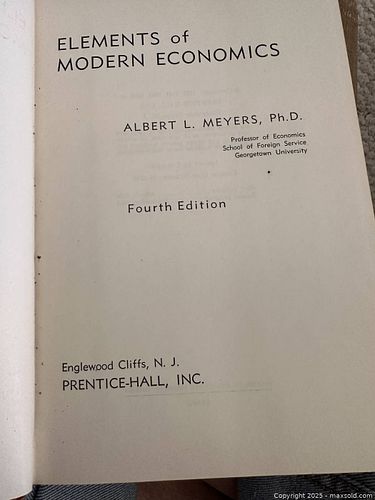 ELEMENTS of
MODERN ECONOMICS
ALBERT L. MEYERS, Ph.D.
Professor of Economics
School of Foreign Service
Georgetown University
Fourth Edition
Englewood Cliffs, N. J.
PRENTICE-HALL, INC.
Copyright © 2025 - maxsold.com